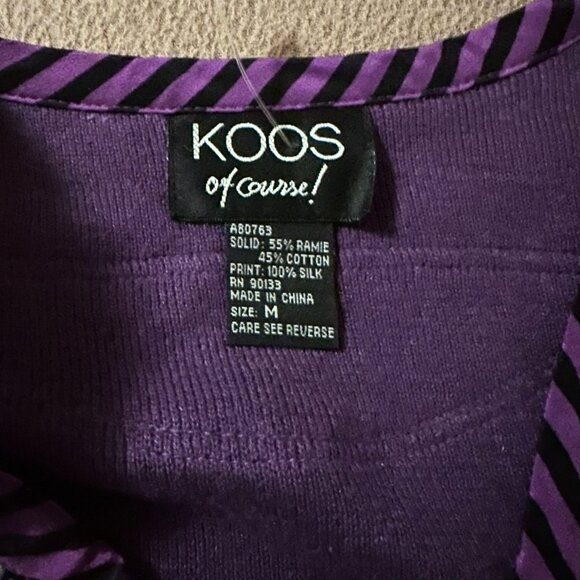 KOOS
of course!
A80763
SOLID: 55% RAMIE
45% COTTON
PRINT: 100% SILK
RN 90133
MADE IN CHINA
SIZE: M
CARE SEE REVERSE